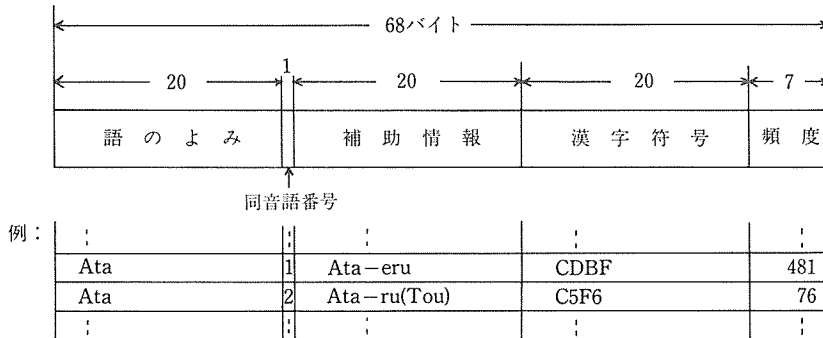 68バイト
20 1 20 20 7
語のよみ 補助情報 漢字符号 頻度
同音語番号
例：
Ata 1 Ata－eru CDBF 481
Ata 2 Ata－ru(Tou) C5F6 76